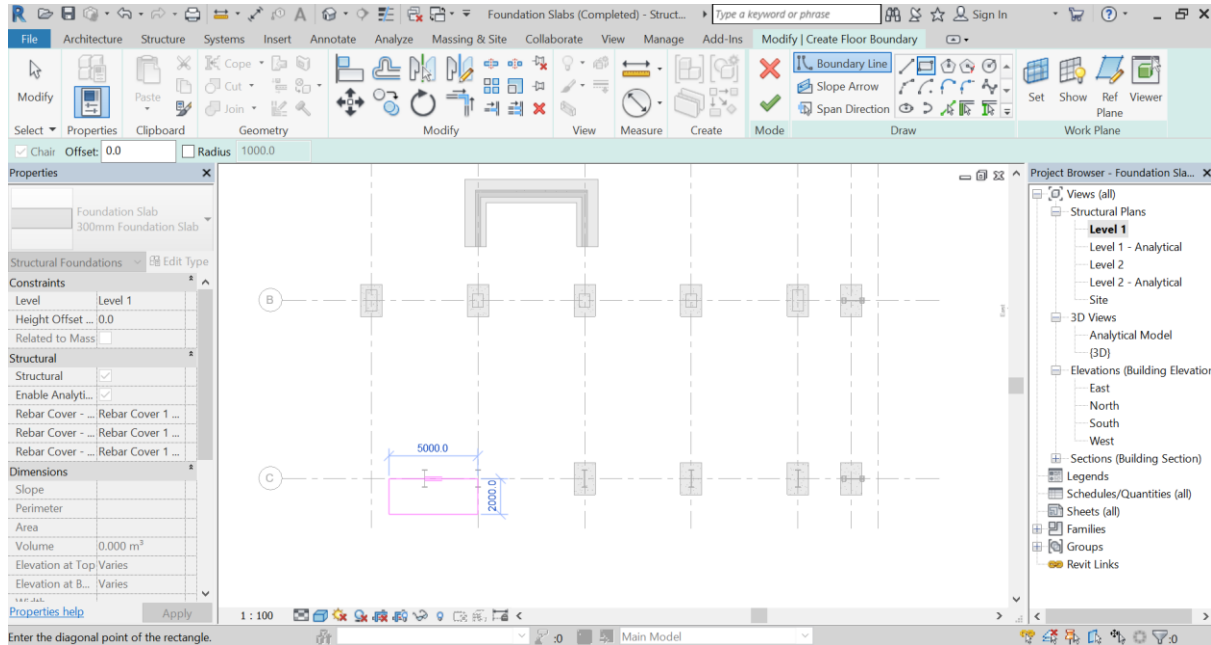 Foundation Slabs (Completed) - Struct...
Type a keyword or phrase
Sign In
File Architecture Structure Systems Insert Annotate Analyze Massing & Site Collaborate View Manage Add-Ins Modify | Create Floor Boundary
Modify
Paste
Cope
Cut
Join
Boundary Line
Slope Arrow
Span Direction
Set Show Ref Plane Viewer
Select Properties Clipboard Geometry Modify View Measure Create Mode Draw Work Plane
Chair Offset: 0.0 Radius 1000.0
Properties
Foundation Slab
300mm Foundation Slab
Structural Foundations Edit Type
Constraints
Level Level 1
Height Offset ... 0.0
Related to Mass
Structural
Structural
Enable Analyti...
Rebar Cover - ... Rebar Cover 1 ...
Rebar Cover - ... Rebar Cover 1 ...
Rebar Cover - ... Rebar Cover 1 ...
Dimensions
Slope
Perimeter
Area
Volume 0.000 m³
Elevation at Top Varies
Elevation at B... Varies
Properties help Apply
B
C
5000.0
2000.0
East
Project Browser - Foundation Sla...
Views (all)
Structural Plans
Level 1
Level 1 - Analytical
Level 2
Level 2 - Analytical
Site
3D Views
Analytical Model
{3D}
Elevations (Building Elevation
East
North
South
West
Sections (Building Section)
Legends
Schedules/Quantities (all)
Sheets (all)
Families
Groups
Revit Links
1 : 100
Enter the diagonal point of the rectangle.
:0
Main Model
:0